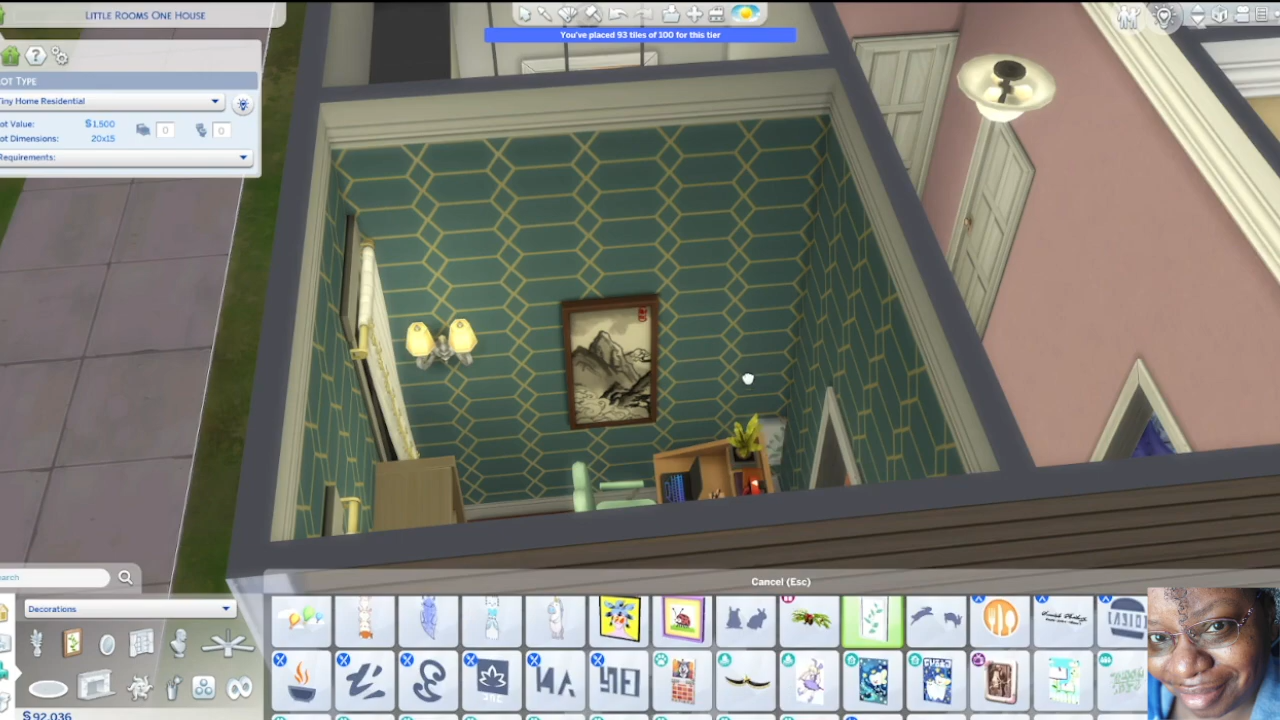 LITTLE ROOMS ONE HOUSE
You've placed 93 tiles of 100 for this tier
OT TYPE
Tiny Home Residential
ot Value: $1,500 0 0
ot Dimensions: 20x15
Requirements:
Cancel (Esc)
earch
Decorations
$92,036